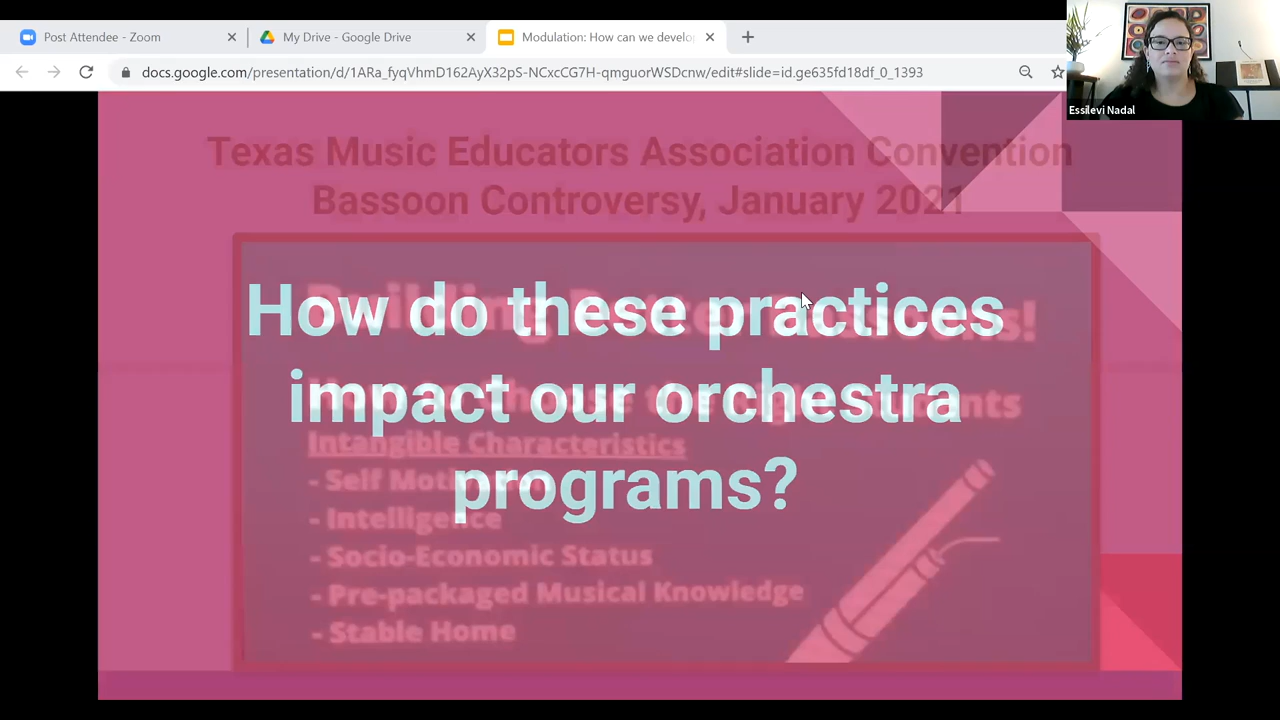 Post Attendee - Zoom
My Drive - Google Drive
Modulation: How can we develo
docs.google.com/presentation/d/1ARa_fyqVhmD162AyX32pS-NCxcCG7H-qmguorWSDcnw/edit#slide=id.ge635fd18df_0_1393
Essilevi Nadal
Texas Music Educators Association Convention
Bassoon Controversy, January 2021
How do these practices
impact our orchestra
programs?
Intangible Characteristics
- Intelligence
- Socio-Economic Status
- Pre-packaged Musical Knowledge
- Stable Home